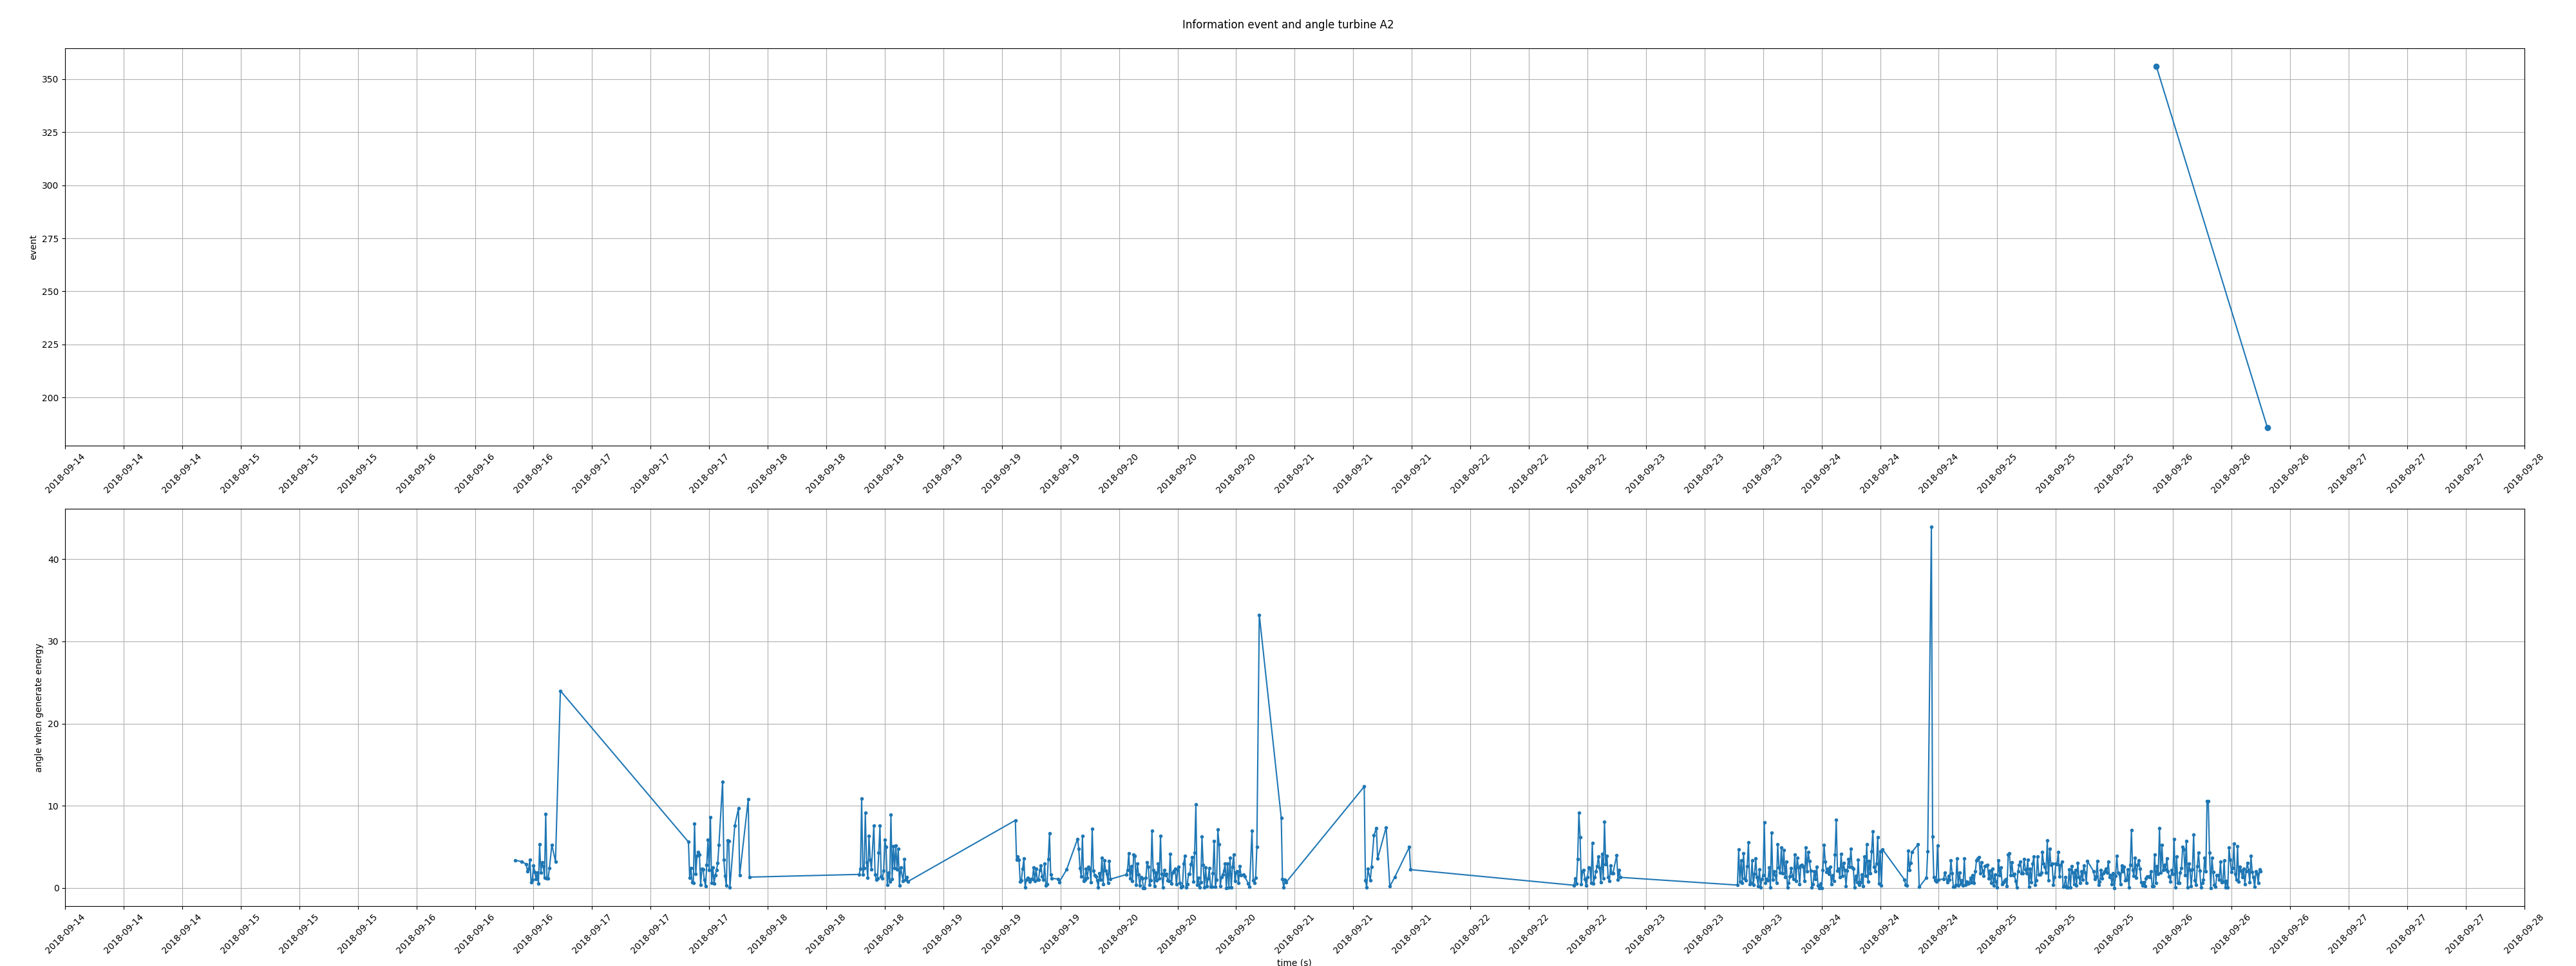 Information event and angle turbine A2
350
325
300
275
250
225
200
event
2018-09-14 2018-09-14 2018-09-14 2018-09-15 2018-09-15 2018-09-15 2018-09-16 2018-09-16 2018-09-16 2018-09-17 2018-09-17 2018-09-17 2018-09-18 2018-09-18 2018-09-18 2018-09-19 2018-09-19 2018-09-19 2018-09-20 2018-09-20 2018-09-20 2018-09-21 2018-09-21 2018-09-21 2018-09-22 2018-09-22 2018-09-22 2018-09-23 2018-09-23 2018-09-23 2018-09-24 2018-09-24 2018-09-24 2018-09-25 2018-09-25 2018-09-25 2018-09-26 2018-09-26 2018-09-26 2018-09-27 2018-09-27 2018-09-27 2018-09-28
40
30
20
10
0
angle when generate energy
2018-09-14 2018-09-14 2018-09-14 2018-09-15 2018-09-15 2018-09-15 2018-09-16 2018-09-16 2018-09-16 2018-09-17 2018-09-17 2018-09-17 2018-09-18 2018-09-18 2018-09-18 2018-09-19 2018-09-19 2018-09-19 2018-09-20 2018-09-20 2018-09-20 2018-09-21 2018-09-21 2018-09-21 2018-09-22 2018-09-22 2018-09-22 2018-09-23 2018-09-23 2018-09-23 2018-09-24 2018-09-24 2018-09-24 2018-09-25 2018-09-25 2018-09-25 2018-09-26 2018-09-26 2018-09-26 2018-09-27 2018-09-27 2018-09-27 2018-09-28
time (s)